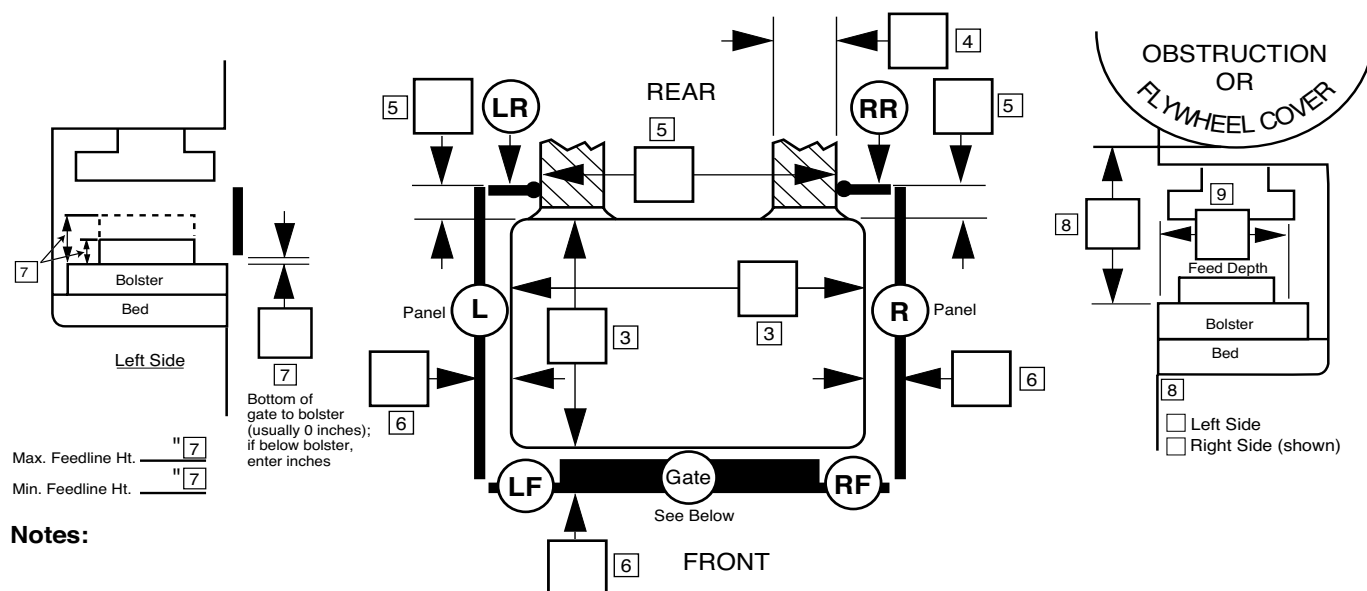 7
Bolster
Bed
Left Side
7
Bottom of
gate to bolster
(usually 0 inches);
if below bolster,
enter inches
Max. Feedline Ht. ________ " 7
Min. Feedline Ht. ________ " 7
Notes:
4
5
LR
REAR
RR
5
5
Panel
L
3
3
R
Panel
6
6
LF
Gate
RF
See Below
6
FRONT
OBSTRUCTION
OR
FLYWHEEL COVER
8
9
Feed Depth
Bolster
Bed
8
Left Side
Right Side (shown)